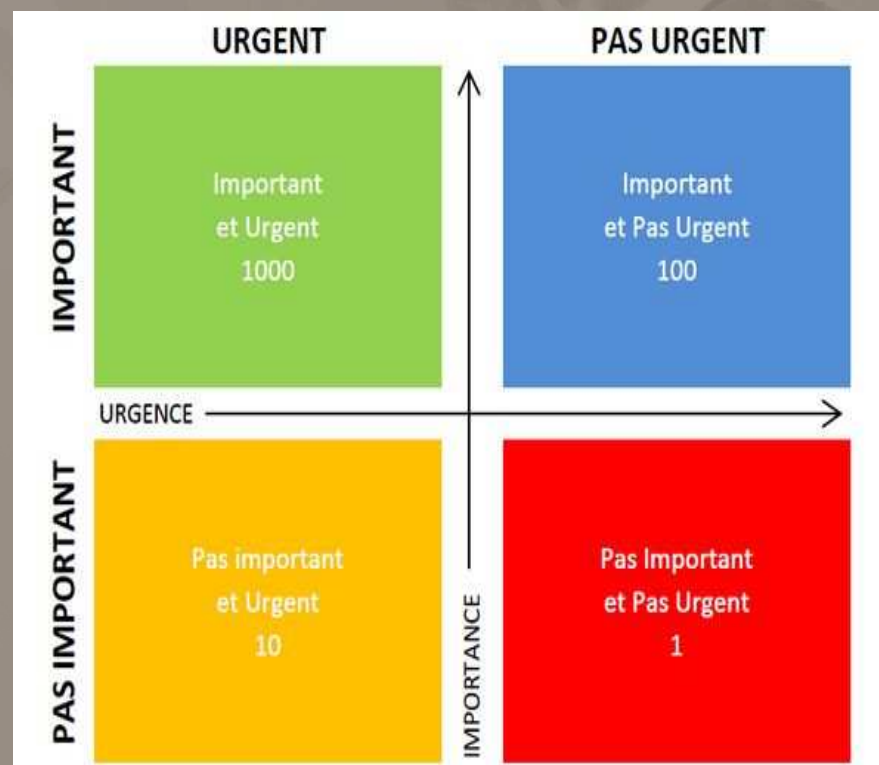 URGENT
PAS URGENT
IMPORTANT
Important
et Urgent
1000
Important
et Pas Urgent
100
URGENCE
PAS IMPORTANT
Pas important
et Urgent
10
IMPORTANCE
Pas Important
et Pas Urgent
1